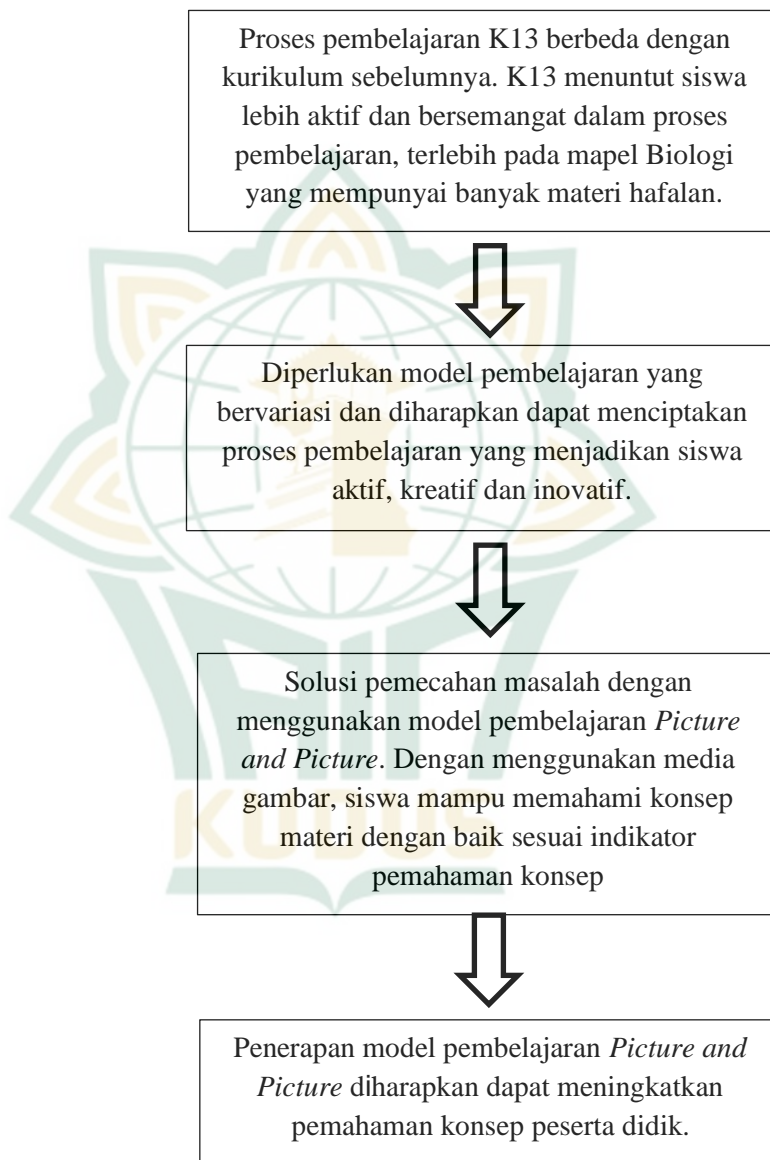 Proses pembelajaran K13 berbeda dengan
kurikulum sebelumnya. K13 menuntut siswa
lebih aktif dan bersemangat dalam proses
pembelajaran, terlebih pada mapel Biologi
yang mempunyai banyak materi hafalan.
Diperlukan model pembelajaran yang
bervariasi dan diharapkan dapat menciptakan
proses pembelajaran yang menjadikan siswa
aktif, kreatif dan inovatif.
Solusi pemecahan masalah dengan
menggunakan model pembelajaran Picture
and Picture. Dengan menggunakan media
gambar, siswa mampu memahami konsep
materi dengan baik sesuai indikator
pemahaman konsep
KUDUS
Penerapan model pembelajaran Picture and
Picture diharapkan dapat meningkatkan
pemahaman konsep peserta didik.